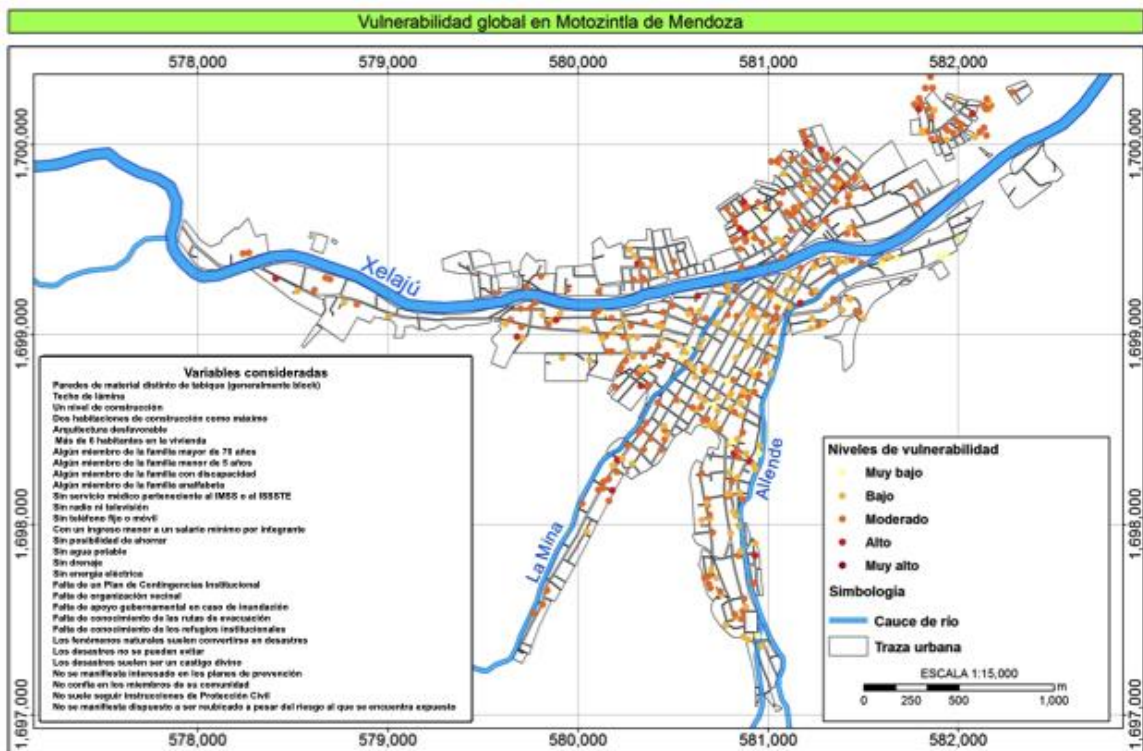 Vulnerabilidad global en Motozintla de Mendoza
578,000 579,000 580,000 581,000 582,000
1,700,000 1,700,000
Xelajú
1,699,000 1,699,000
Variables consideradas
Paredes de material distinto de tabique (generalmente block)
Techo de lámina
Un nivel de construcción
Dos habitaciones de construcción como máximo
Arquitectura desfavorable
Más de 6 habitantes en la vivienda
Algún miembro de la familia mayor de 70 años
Algún miembro de la familia menor de 5 años
Algún miembro de la familia con discapacidad
Algún miembro de la familia analfabeta
Sin servicio médico perteneciente al IMSS o al ISSSTE
Sin radio ni televisión
Sin teléfono fijo o móvil
Con un ingreso menor a un salario mínimo por integrante
Sin posibilidad de ahorrar
Sin agua potable
Sin drenaje
Sin energía eléctrica
Falta de un Plan de Contingencias Institucional
Falta de organización vecinal
Falta de apoyo gubernamental en caso de inundación
Falta de conocimiento de las rutas de evacuación
Falta de conocimiento de los refugios institucionales
Los fenómenos naturales suelen convertirse en desastres
Los desastres no se pueden evitar
Los desastres suelen ser un castigo divino
No se manifiesta interesado en los planes de prevención
No confía en los miembros de su comunidad
No suele seguir instrucciones de Protección Civil
No se manifiesta dispuesto a ser reubicado a pesar del riesgo al que se encuentra expuesto
La Mina
Allende
Niveles de vulnerabilidad
Muy bajo
Bajo
Moderado
Alto
Muy alto
Simbología
Cauce de río
Traza urbana
ESCALA 1:15,000
0 250 500 1,000 m
1,698,000 1,698,000
1,697,000 1,697,000
578,000 579,000 580,000 581,000 582,000